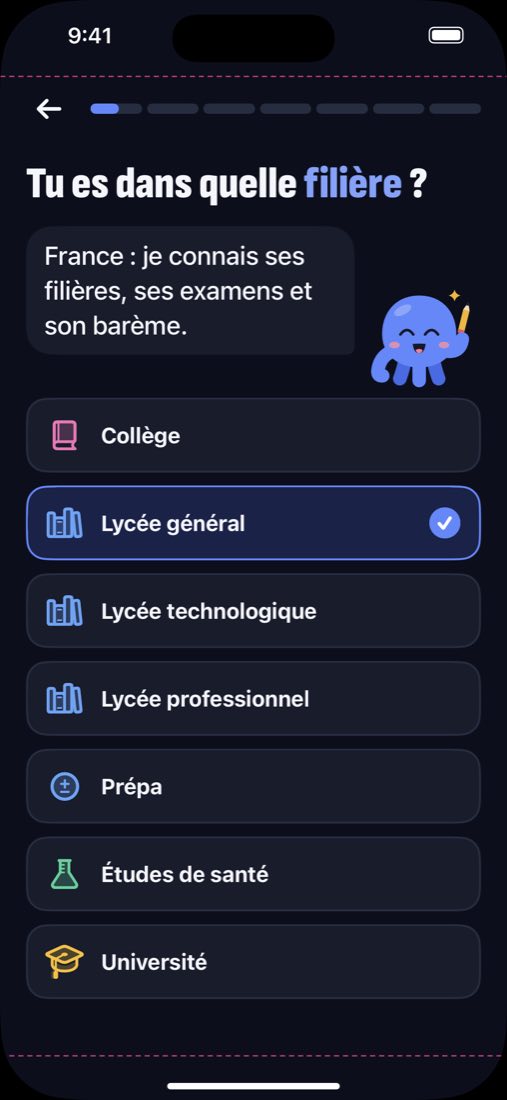 9:41
Tu es dans quelle filière ?
France : je connais ses
filières, ses examens et
son barème.
Collège
Lycée général
Lycée technologique
Lycée professionnel
Prépa
Études de santé
Université